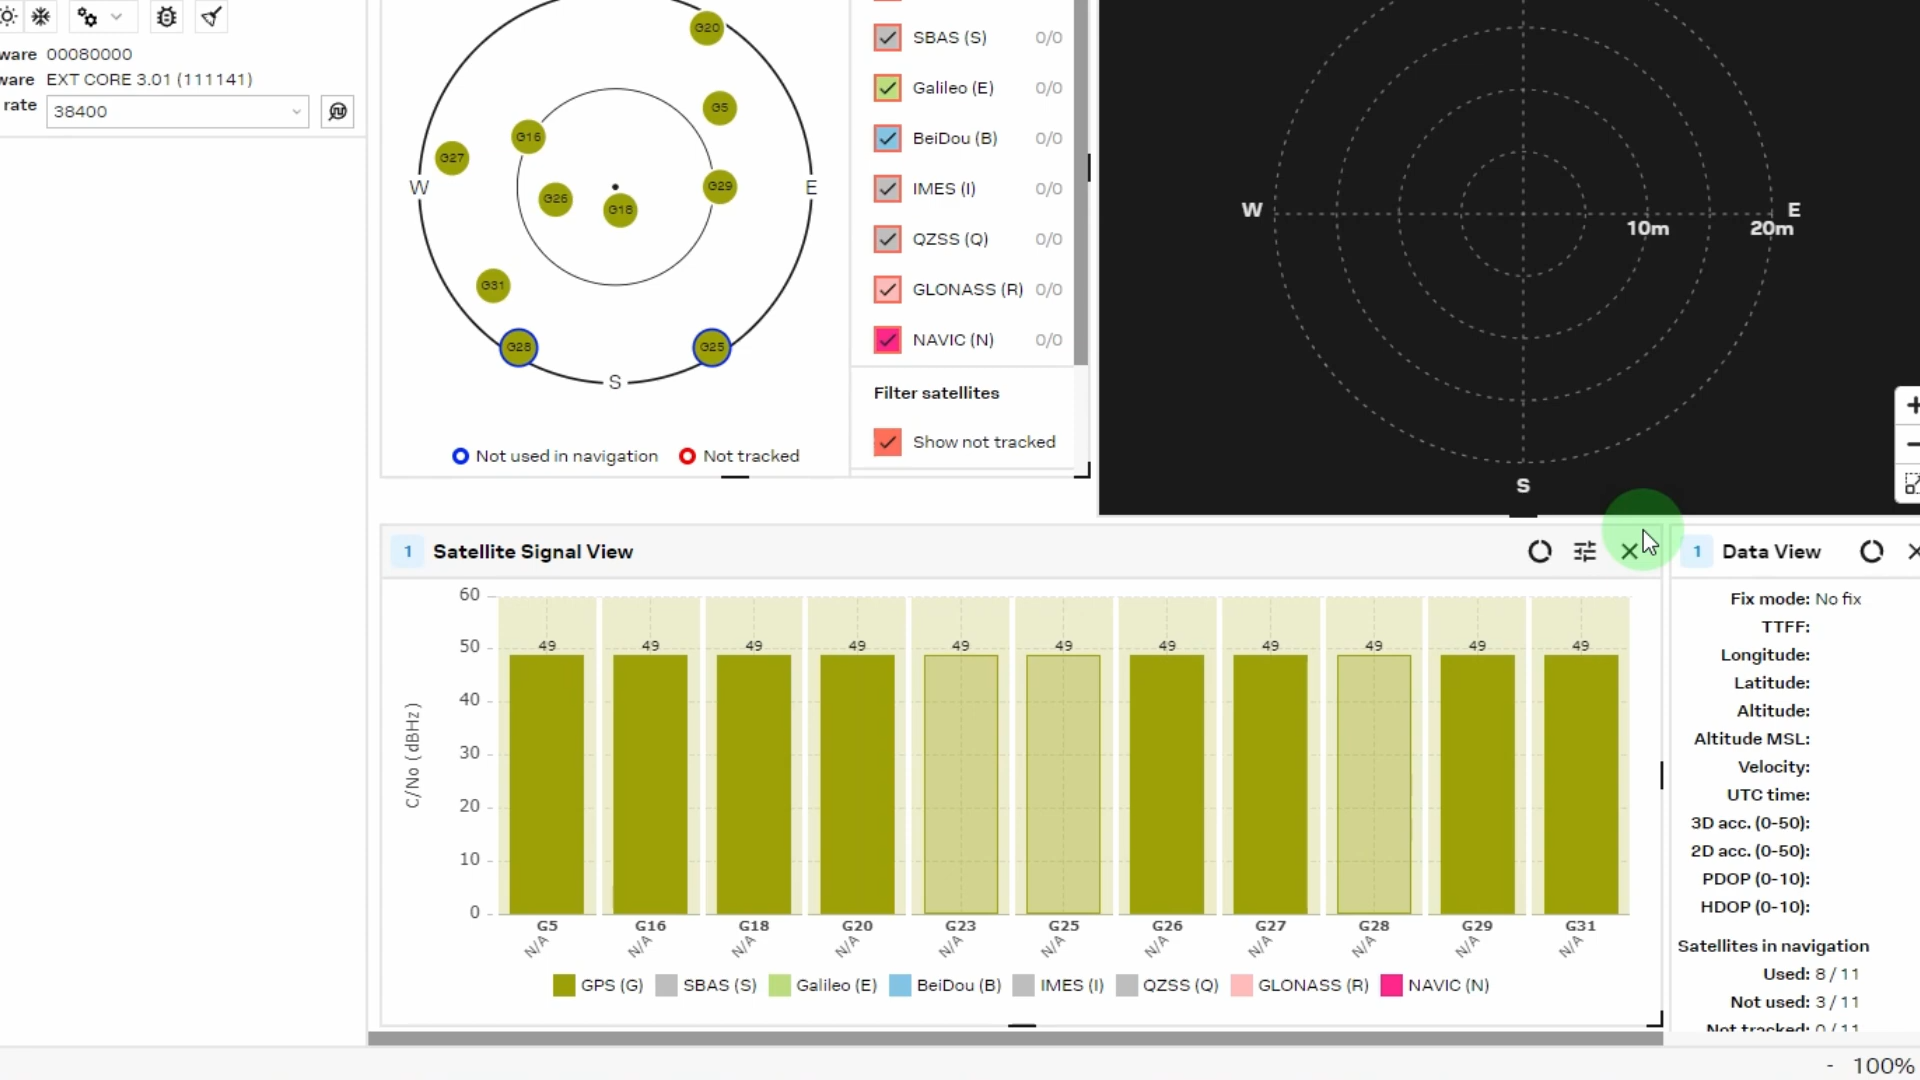 ware 00080000
ware EXT CORE 3.01 (111141)
rate 38400
G20
G5
G16
G27
W
G26
G18
G29
E
G31
G28
G25
S
Not used in navigation
Not tracked
SBAS (S) 0/0
Galileo (E) 0/0
BeiDou (B) 0/0
IMES (I) 0/0
QZSS (Q) 0/0
GLONASS (R) 0/0
NAVIC (N) 0/0
Filter satellites
Show not tracked
W
E
10m
20m
S
1 Satellite Signal View
60
50
40
30
20
10
0
C/No (dBHz)
49 49 49 49 49 49 49 49 49 49 49
G5 G16 G18 G20 G23 G25 G26 G27 G28 G29 G31
N/A N/A N/A N/A N/A N/A N/A N/A N/A N/A N/A
GPS (G) SBAS (S) Galileo (E) BeiDou (B) IMES (I) QZSS (Q) GLONASS (R) NAVIC (N)
1 Data View
Fix mode: No fix
TTFF:
Longitude:
Latitude:
Altitude:
Altitude MSL:
Velocity:
UTC time:
3D acc. (0-50):
2D acc. (0-50):
PDOP (0-10):
HDOP (0-10):
Satellites in navigation
Used: 8 / 11
Not used: 3 / 11
Not tracked: 0 / 11
- 100%